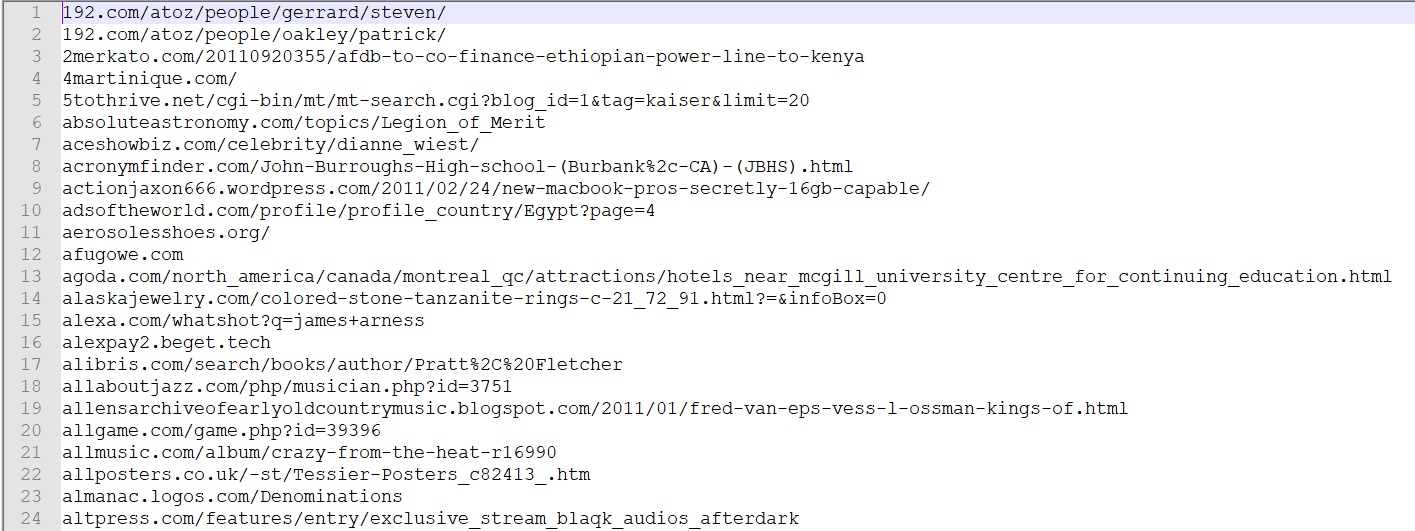 1 192.com/atoz/people/gerrard/steven/
2 192.com/atoz/people/oakley/patrick/
3 2merkato.com/20110920355/afdb-to-co-finance-ethiopian-power-line-to-kenya
4 4martinique.com/
5 5tothrive.net/cgi-bin/mt/mt-search.cgi?blog_id=1&tag=kaiser&limit=20
6 absoluteastronomy.com/topics/Legion_of_Merit
7 aceshowbiz.com/celebrity/dianne_wiest/
8 acronymfinder.com/John-Burroughs-High-school-(Burbank%2c-CA)-(JBHS).html
9 actionjaxon666.wordpress.com/2011/02/24/new-macbook-pros-secretly-16gb-capable/
10 adsoftheworld.com/profile/profile_country/Egypt?page=4
11 aerosolesshoes.org/
12 afugowe.com
13 agoda.com/north_america/canada/montreal_qc/attractions/hotels_near_mcgill_university_centre_for_continuing_education.html
14 alaskajewelry.com/colored-stone-tanzanite-rings-c-21_72_91.html?=&infoBox=0
15 alexa.com/whatshot?q=james+arness
16 alexpay2.beget.tech
17 alibris.com/search/books/author/Pratt%2C%20Fletcher
18 allaboutjazz.com/php/musician.php?id=3751
19 allensarchiveofearlyoldcountrymusic.blogspot.com/2011/01/fred-van-eps-vess-l-ossman-kings-of.html
20 allgame.com/game.php?id=39396
21 allmusic.com/album/crazy-from-the-heat-r16990
22 allposters.co.uk/-st/Tessier-Posters_c82413_.htm
23 almanac.logos.com/Denominations
24 altpress.com/features/entry/exclusive_stream_blaqk_audios_afterdark